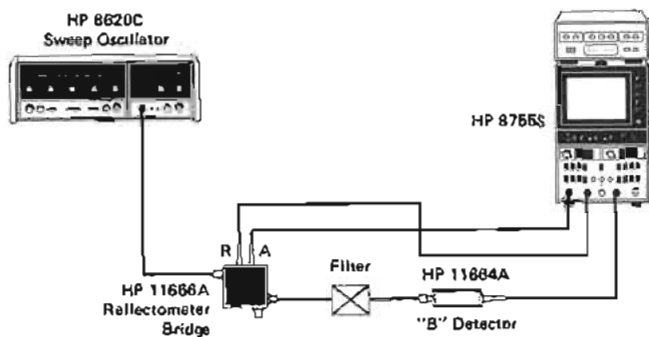 HP 8620C
Sweep Oscillator
HP 8755S
R A
HP 11666A
Reflectometer
Bridge
Filter
HP 11664A
"B" Detector